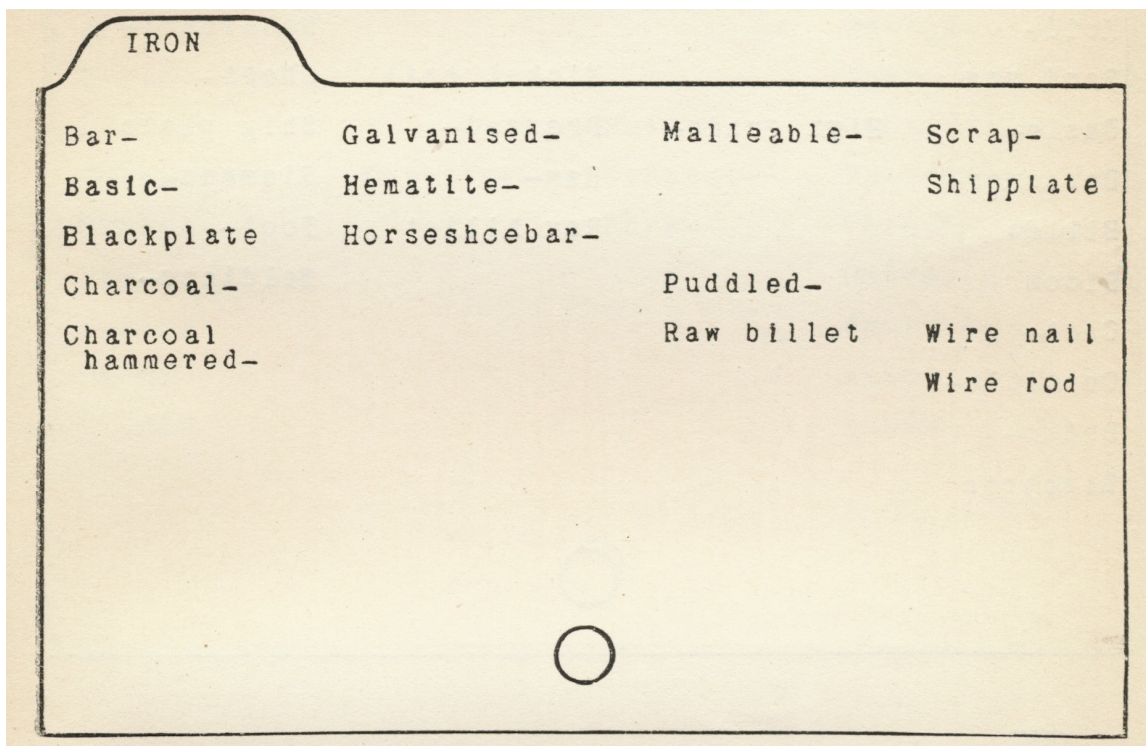 IRON
Bar-
Basic-
Blackplate
Charcoal-
Charcoal
hammered-
Galvanised-
Hematite-
Horseshoebar-
Malleable-
Puddled-
Raw billet
Scrap-
Shipplate
Wire nail
Wire rod